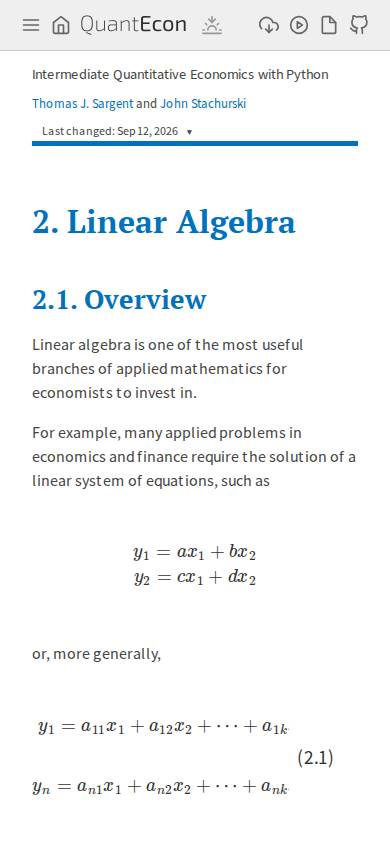 QuantEcon
Intermediate Quantitative Economics with Python
Thomas J. Sargent and John Stachurski
Last changed: Sep 12, 2026 ▾
2. Linear Algebra
2.1. Overview
Linear algebra is one of the most useful
branches of applied mathematics for
economists to invest in.
For example, many applied problems in
economics and finance require the solution of a
linear system of equations, such as
y₁ = ax₁ + bx₂
y₂ = cx₁ + dx₂
or, more generally,
y₁ = a₁₁x₁ + a₁₂x₂ + ⋯ + a₁ₖ
(2.1)
yₙ = aₙ₁x₁ + aₙ₂x₂ + ⋯ + aₙₖ